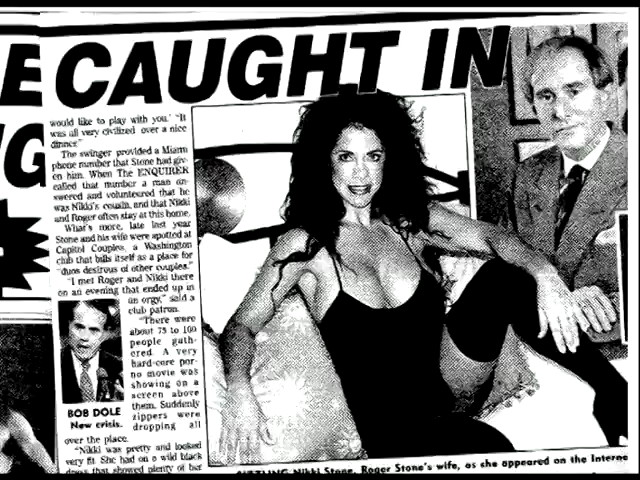 E CAUGHT IN
G
would like to play with you.' "It
was all very civilized over a nice
dinner."
The swinger provided a Miami
phone number that Stone had giv-
en him. When The ENQUIRER
called that number a man an-
swered and volunteered that he
was Nikki's cousin, and that Nikki
and Roger often stay at this home.
What's more, late last year
Stone and his wife were spotted at
Capitol Couples, a Washington
club that bills itself as a place for
"duos desirous of other couples."
"I met Roger and Nikki there
on an evening that ended up in
an orgy," said a
club patron.
"There were
about 75 to 100
people gath-
ered. A very
hard-core por-
no movie was
showing on a
screen above
them. Suddenly
zippers were
dropping all
over the place.
"Nikki was pretty and looked
very fit. She had on a wild black
dress that showed plenty of her
BOB DOLE
New crisis.
SIZZLING Nikki Stone, Roger Stone's wife, as she appeared on the Interne